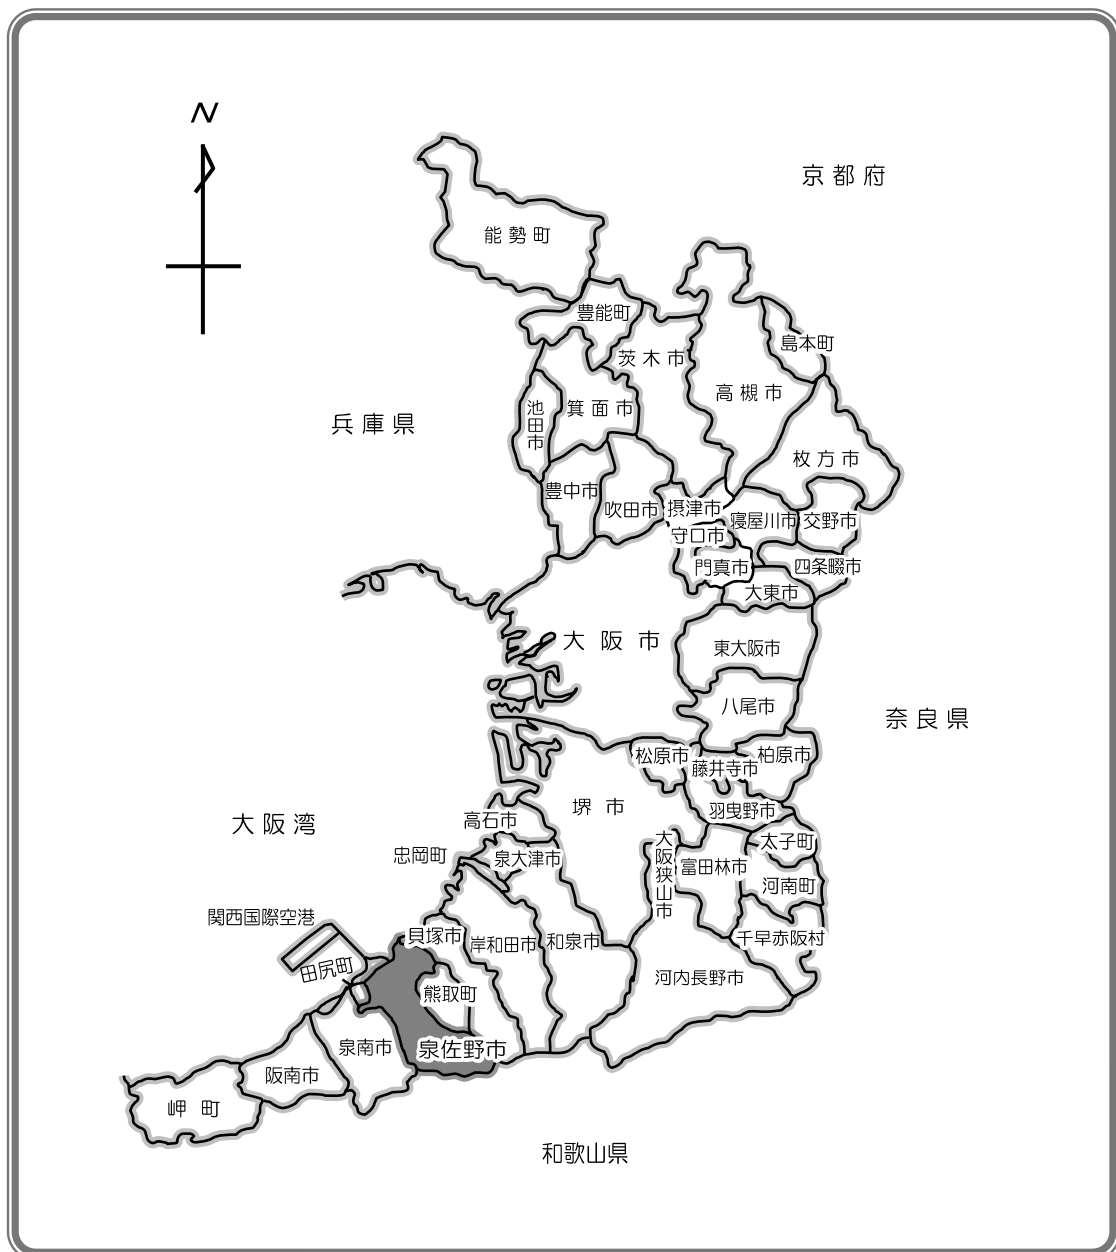 N
京都府
能勢町
豊能町
島本町
茨木市
高槻市
池田市
箕面市
兵庫県
枚方市
豊中市
吹田市
摂津市
寝屋川市
交野市
守口市
門真市
四条畷市
大東市
大阪市
東大阪市
八尾市
奈良県
松原市
藤井寺市
柏原市
堺市
羽曳野市
大阪湾
高石市
太子町
忠岡町
泉大津市
大阪狭山市
富田林市
河南町
関西国際空港
貝塚市
岸和田市
和泉市
千早赤阪村
田尻町
熊取町
河内長野市
泉南市
泉佐野市
阪南市
岬町
和歌山県